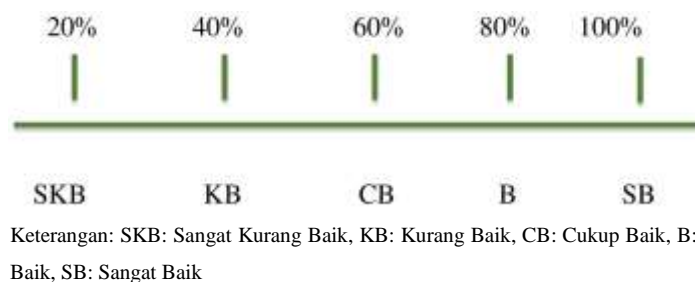 20% 40% 60% 80% 100%
SKB KB CB B SB
Keterangan: SKB: Sangat Kurang Baik, KB: Kurang Baik, CB: Cukup Baik, B:
Baik, SB: Sangat Baik